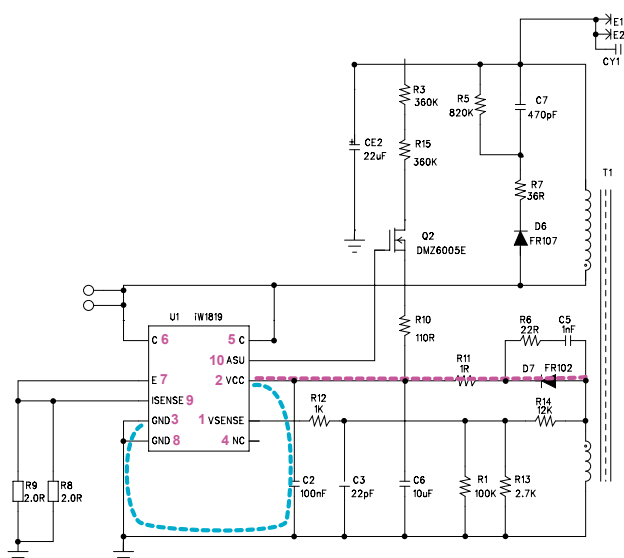 E1
E2
CY1
R3
360K
R5
820K
C7
470pF
CE2
22uF
R15
360K
T1
R7
36R
Q2
DMZ6005E
D6
FR107
U1 iW1819
C 6
5 C
10 ASU
E 7
2 VCC
ISENSE 9
GND 3
1 VSENSE
GND 8
4 NC
R10
110R
R6
22R
C5
1nF
R11
1R
D7 FR102
R12
1K
R14
12K
R9
2.0R
R8
2.0R
C2
100nF
C3
22pF
C6
10uF
R1
100K
R13
2.7K